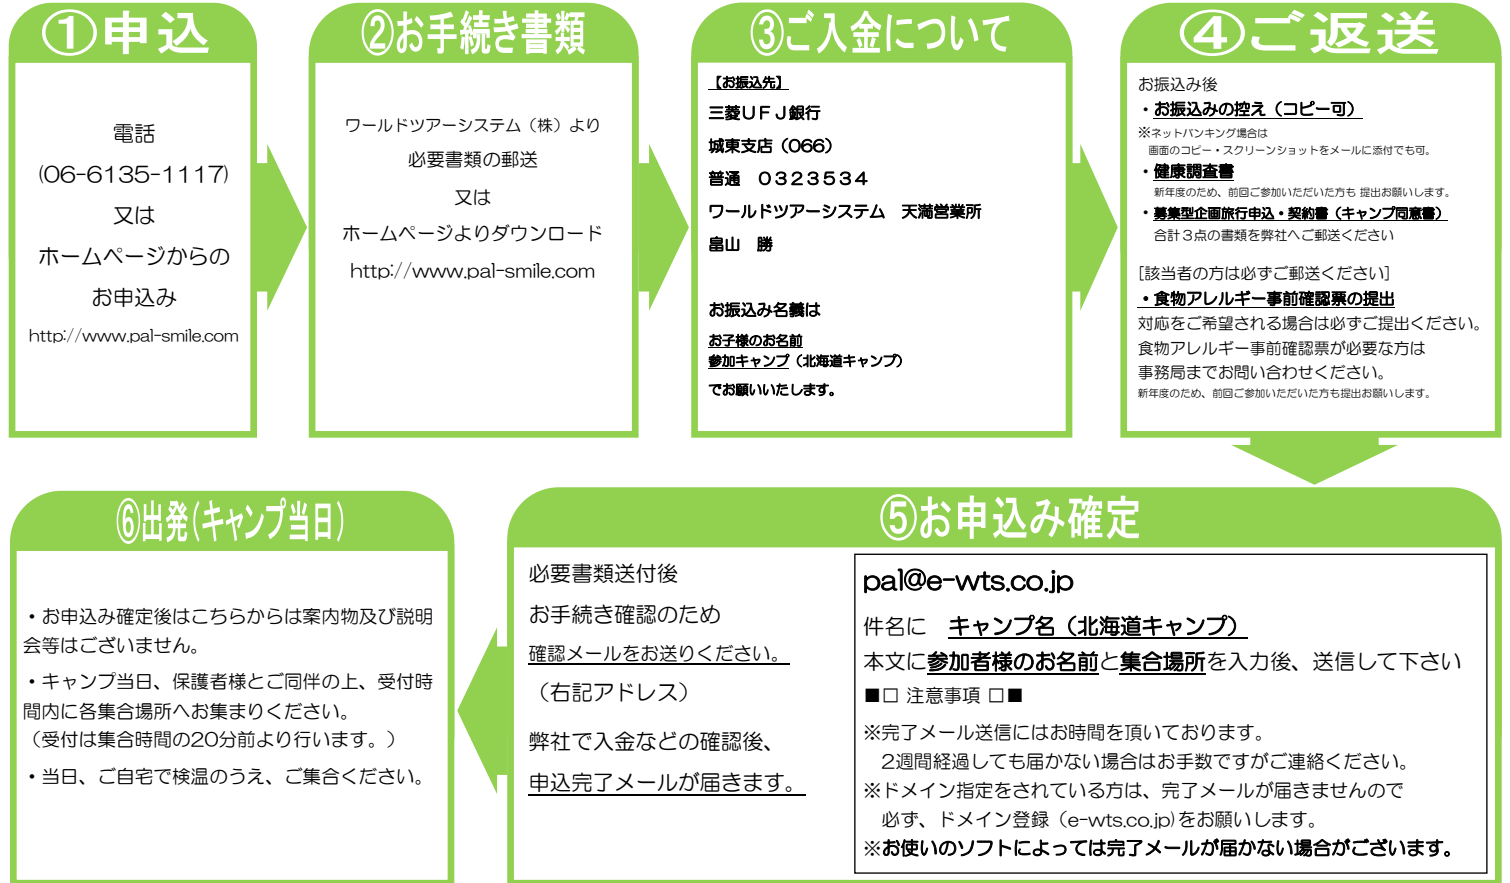 ①申込
電話
(06-6135-1117)
又は
ホームページからの
お申込み
http://www.pal-smile.com
②お手続き書類
ワールドツアーシステム（株）より
必要書類の郵送
又は
ホームページよりダウンロード
http://www.pal-smile.com
③ご入金について
【お振込先】
三菱ＵＦＪ銀行
城東支店（066）
普通　０３２３５３４
ワールドツアーシステム　天満営業所
畠山　勝
お振込み名義は
お子様のお名前
参加キャンプ（北海道キャンプ）
でお願いいたします。
④ご返送
お振込み後
・お振込みの控え（コピー可）
※ネットバンキング場合は
画面のコピー・スクリーンショットをメールに添付でも可。
・健康調査書
新年度のため、前回ご参加いただいた方も 提出お願いします。
・募集型企画旅行申込・契約書（キャンプ同意書）
合計３点の書類を弊社へご郵送ください
[該当者の方は必ずご郵送ください]
・食物アレルギー事前確認票の提出
対応をご希望される場合は必ずご提出ください。
食物アレルギー事前確認票が必要な方は
事務局までお問い合わせください。
新年度のため、前回ご参加いただいた方も提出お願いします。
⑤お申込み確定
必要書類送付後
お手続き確認のため
確認メールをお送りください。
（右記アドレス）
弊社で入金などの確認後、
申込完了メールが届きます。
pal@e-wts.co.jp
件名に　キャンプ名（北海道キャンプ）
本文に参加者様のお名前と集合場所を入力後、送信して下さい
■□ 注意事項 □■
※完了メール送信にはお時間を頂いております。
2週間経過しても届かない場合はお手数ですがご連絡ください。
※ドメイン指定をされている方は、完了メールが届きませんので
必ず、ドメイン登録（e-wts.co.jp)をお願いします。
※お使いのソフトによっては完了メールが届かない場合がございます。
⑥出発(キャンプ当日)
・お申込み確定後はこちらからは案内物及び説明
会等はございません。
・キャンプ当日、保護者様とご同伴の上、受付時
間内に各集合場所へお集まりください。
（受付は集合時間の20分前より行います。）
・当日、ご自宅で検温のうえ、ご集合ください。